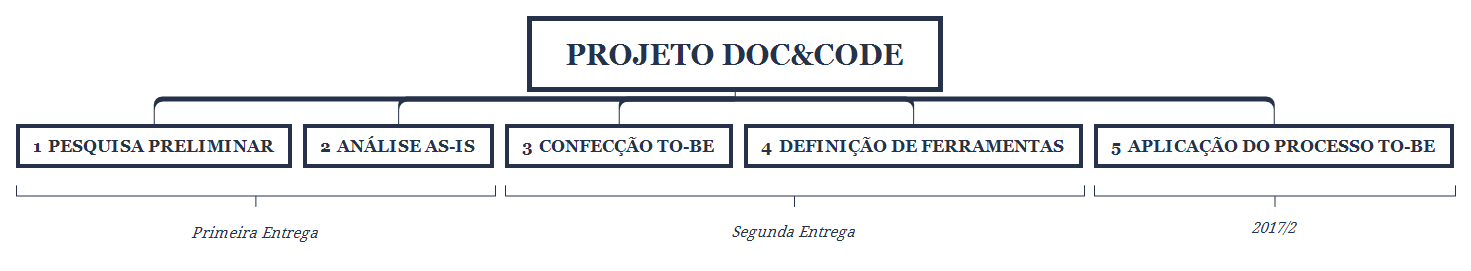 PROJETO DOC&CODE
1 PESQUISA PRELIMINAR
2 ANÁLISE AS-IS
3 CONFECÇÃO TO-BE
4 DEFINIÇÃO DE FERRAMENTAS
5 APLICAÇÃO DO PROCESSO TO-BE
Primeira Entrega
Segunda Entrega
2017/2